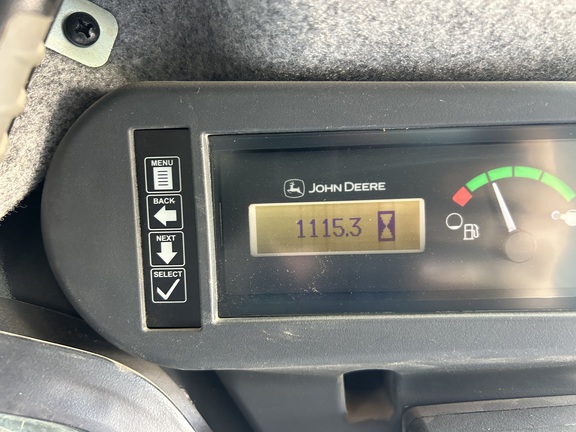 MENU
BACK
NEXT
SELECT
JOHN DEERE
1115.3